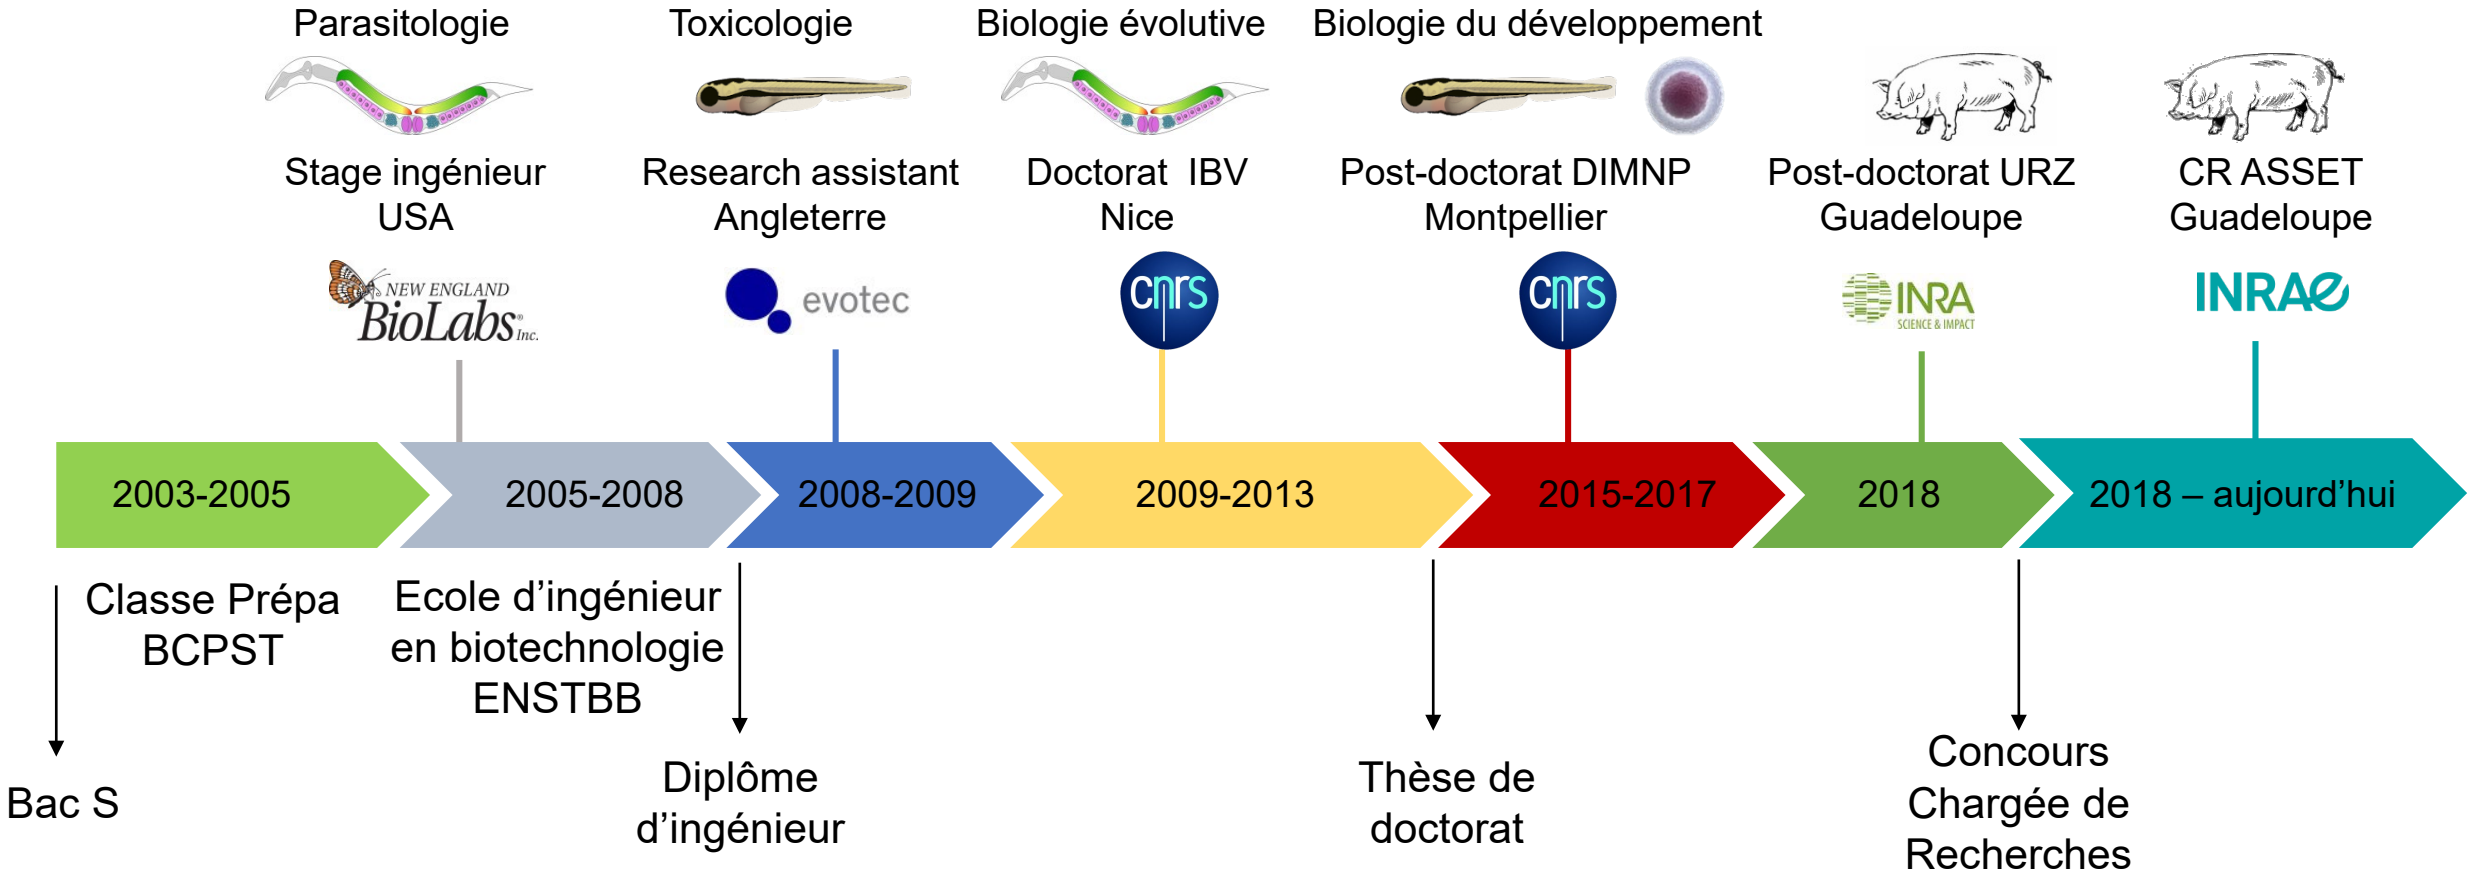 Parasitologie
Toxicologie
Biologie évolutive
Biologie du développement
Stage ingénieur
USA
Research assistant
Angleterre
Doctorat IBV
Nice
Post-doctorat DIMNP
Montpellier
Post-doctorat URZ
Guadeloupe
CR ASSET
Guadeloupe
NEW ENGLAND
BioLabs® Inc.
evotec
cnrs
cnrs
INRA
SCIENCE & IMPACT
INRAE
2003-2005
2005-2008
2008-2009
2009-2013
2015-2017
2018
2018 – aujourd’hui
Classe Prépa
BCPST
Ecole d’ingénieur
en biotechnologie
ENSTBB
Bac S
Diplôme
d’ingénieur
Thèse de
doctorat
Concours
Chargée de
Recherches